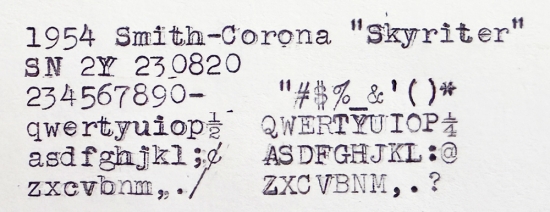 1954 Smith-Corona "Skyriter"
SN 2Y 230820
234567890- "#$%_&'()*
qwertyuiop½ QWERTYUIOP¼
asdfghjkl;¢ ASDFGHJKL:@
zxcvbnm,./ ZXCVBNM,.?